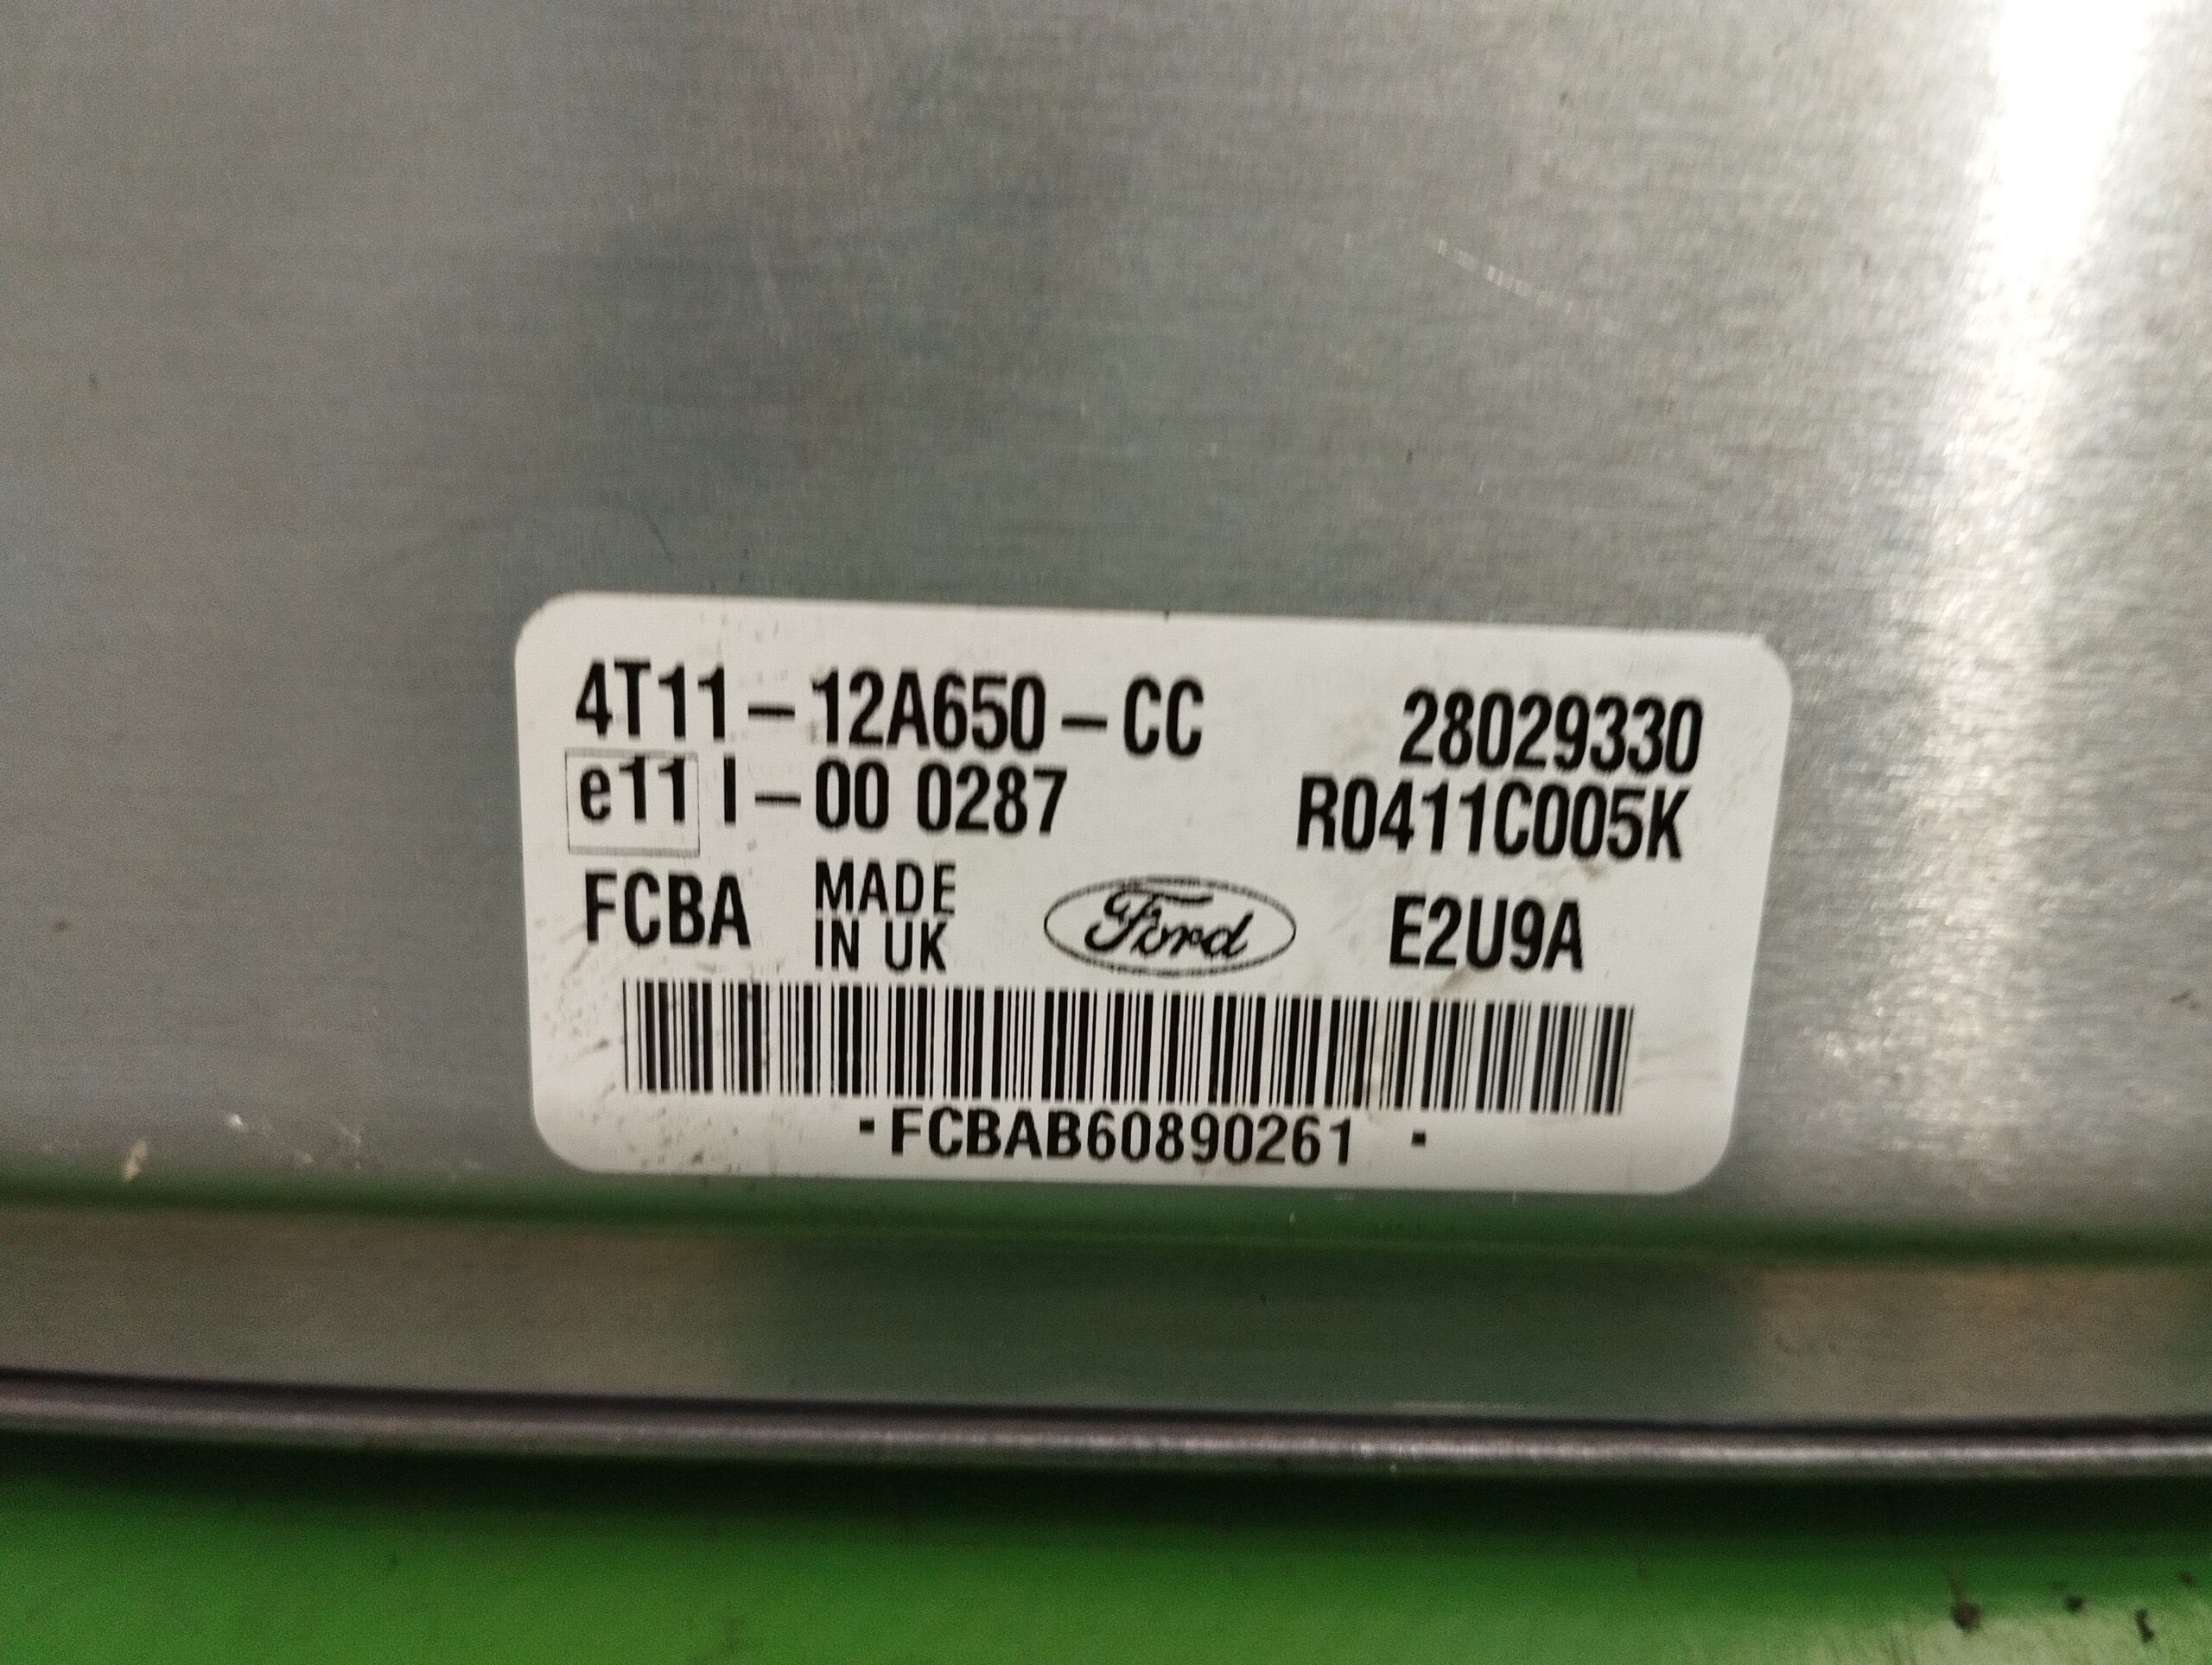 4T11-12A650-CC 28029330
e11 I-00 0287 R0411C005K
FCBA MADE IN UK Ford E2U9A
-FCBAB60890261 -